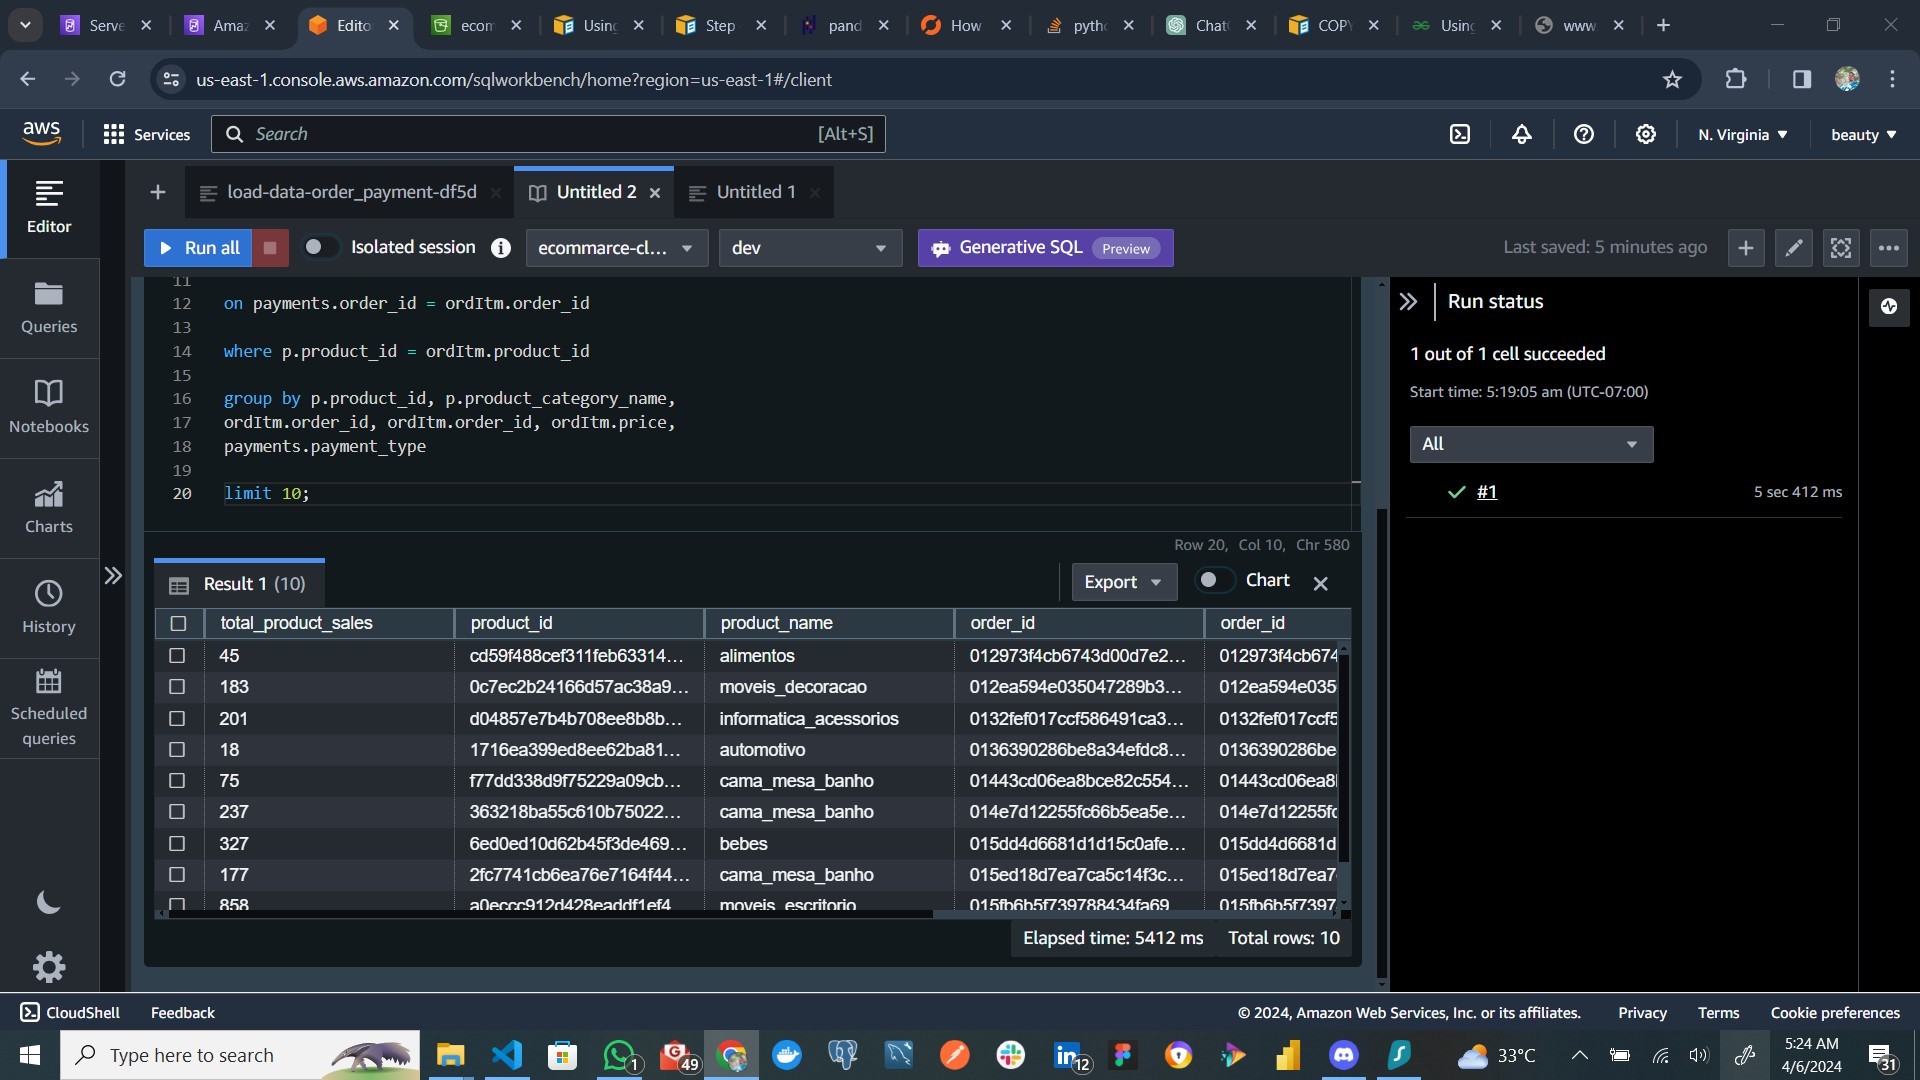 Serve
Amaz
Edito
ecom
Using
Step
pand
How
pytho
Chat
COPY
Using
www
us-east-1.console.aws.amazon.com/sqlworkbench/home?region=us-east-1#/client
aws
Services
Search
[Alt+S]
N. Virginia
beauty
Editor
Queries
Notebooks
Charts
History
Scheduled
queries
load-data-order_payment-df5d
Untitled 2
Untitled 1
Run all
Isolated session
ecommarce-cl...
dev
Generative SQL Preview
Last saved: 5 minutes ago
11
12 on payments.order_id = ordItm.order_id
13
14 where p.product_id = ordItm.product_id
15
16 group by p.product_id, p.product_category_name,
17 ordItm.order_id, ordItm.order_id, ordItm.price,
18 payments.payment_type
19
20 limit 10;
Row 20, Col 10, Chr 580
Run status
1 out of 1 cell succeeded
Start time: 5:19:05 am (UTC-07:00)
All
#1 5 sec 412 ms
Result 1 (10)
Export
Chart
total_product_sales product_id product_name order_id order_id
45 cd59f488cef311feb63314... alimentos 012973f4cb6743d00d7e2... 012973f4cb674
183 0c7ec2b24166d57ac38a9... moveis_decoracao 012ea594e035047289b3... 012ea594e035
201 d04857e7b4b708ee8b8b... informatica_acessorios 0132fef017ccf586491ca3... 0132fef017ccf5
18 1716ea399ed8ee62ba81... automotivo 0136390286be8a34efdc8... 0136390286be
75 f77dd338d9f75229a09cb... cama_mesa_banho 01443cd06ea8bce82c554... 01443cd06ea8
237 363218ba55c610b75022... cama_mesa_banho 014e7d12255fc66b5ea5e... 014e7d12255fc
327 6ed0ed10d62b45f3de469... bebes 015dd4d6681d1d15c0afe... 015dd4d6681d
177 2fc7741cb6ea76e7164f44... cama_mesa_banho 015ed18d7ea7ca5c14f3c... 015ed18d7ea7
858 a0eccc912d428eaddf1ef4 moveis_escritorio 015fb6b5f739788434fa69 015fb6b5f7397
Elapsed time: 5412 ms Total rows: 10
CloudShell
Feedback
© 2024, Amazon Web Services, Inc. or its affiliates.
Privacy
Terms
Cookie preferences
Type here to search
1
49
12
33°C
5:24 AM
4/6/2024
31